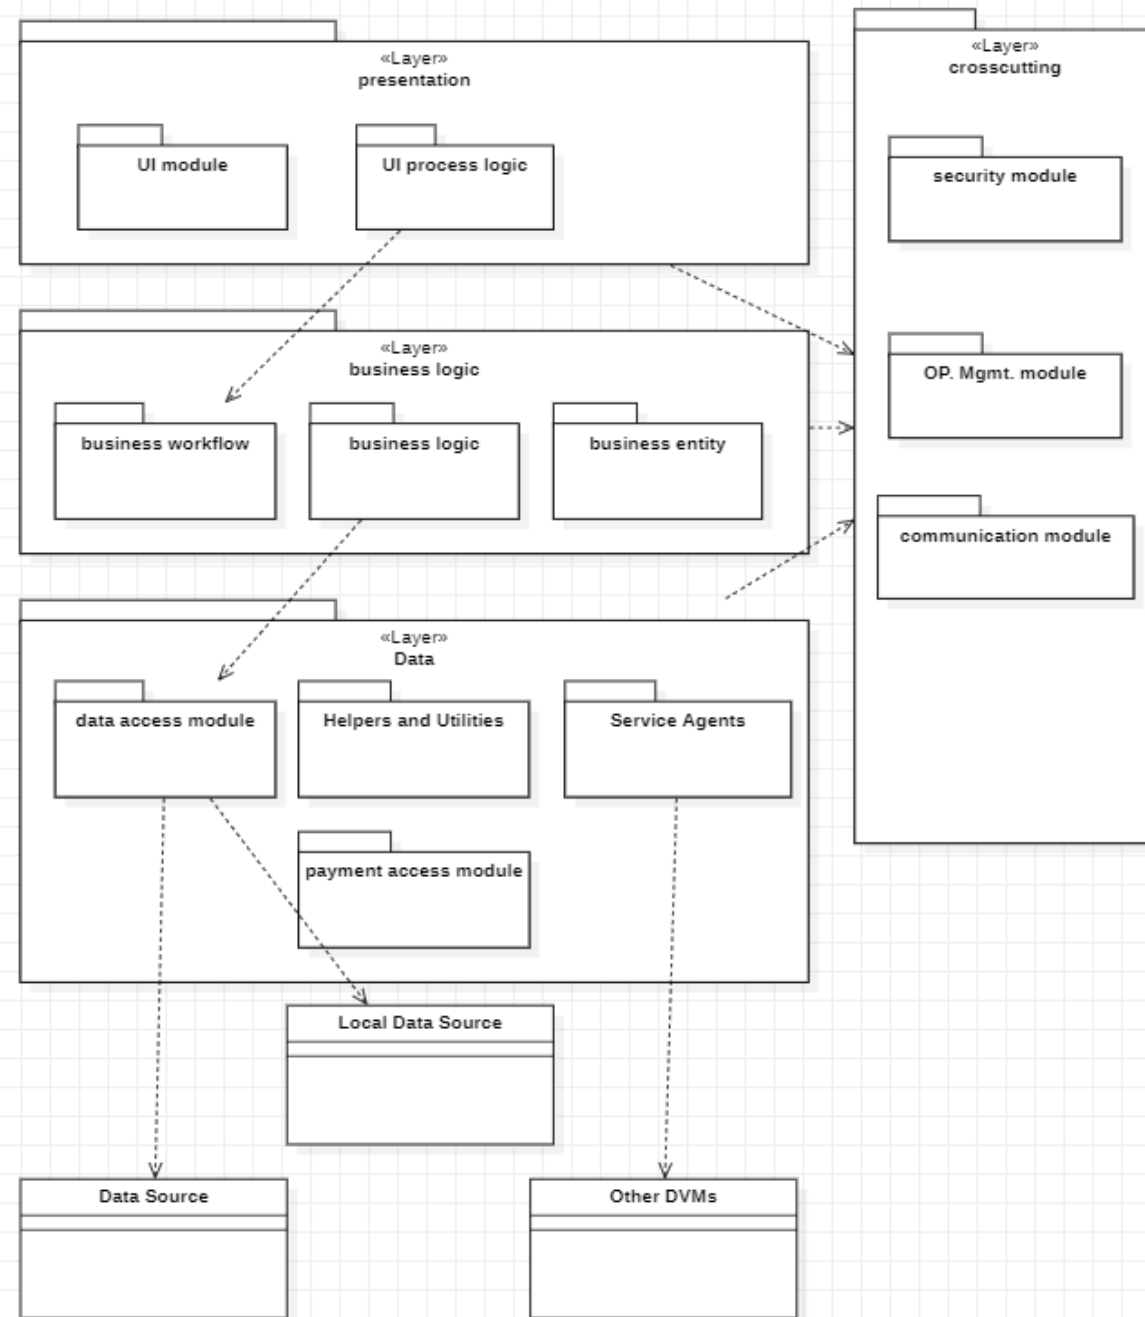 «Layer»
presentation
UI module
UI process logic
«Layer»
business logic
business workflow
business logic
business entity
«Layer»
Data
data access module
Helpers and Utilities
Service Agents
payment access module
Local Data Source
Data Source
Other DVMs
«Layer»
crosscutting
security module
OP. Mgmt. module
communication module